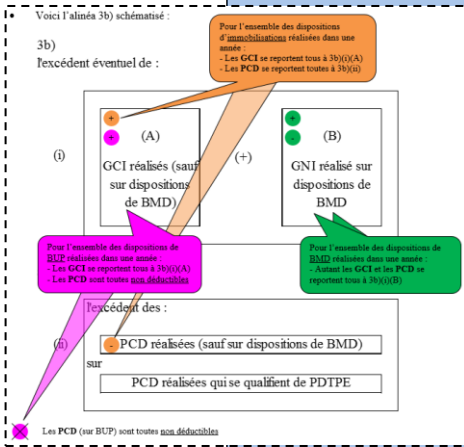 • Voici l'alinéa 3b) schématisé :
3b)
l'excédent éventuel de :
Pour l'ensemble des dispositions
d'immobilisations réalisées dans une
année :
- Les GCI se reportent tous à 3b)(i)(A)
- Les PCD se reportent toutes à 3b)(ii)
(i)
+
+
(A)
GCI réalisés (sauf
sur dispositions
de BMD)
(+)
+
-
(B)
GNI réalisé sur
dispositions de
BMD
Pour l'ensemble des dispositions de
BUP réalisées dans une année :
- Les GCI se reportent tous à 3b)(i)(A)
- Les PCD sont toutes non déductibles
Pour l'ensemble des dispositions de
BMD réalisées dans une année :
- Autant les GCI et les PCD se
reportent tous à 3b)(i)(B)
l'excédent des :
(ii)
- PCD réalisées (sauf sur dispositions de BMD)
sur
PCD réalisées qui se qualifient de PDTPE
Les PCD (sur BUP) sont toutes non déductibles